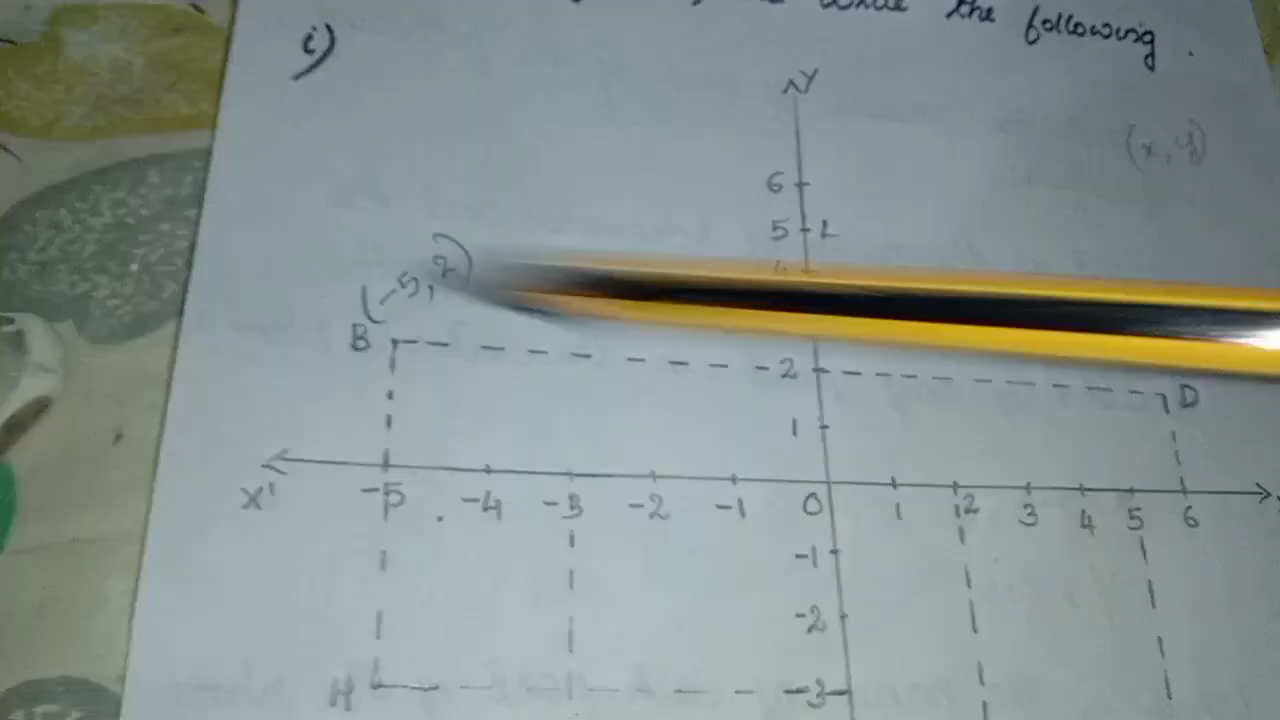 the following.
i)
Y
(x, y)
6
5 L
(-5, 2)
B - 2 D
1
X' -5 -4 -3 -2 -1 0 1 2 3 4 5 6
-1
-2
H -3